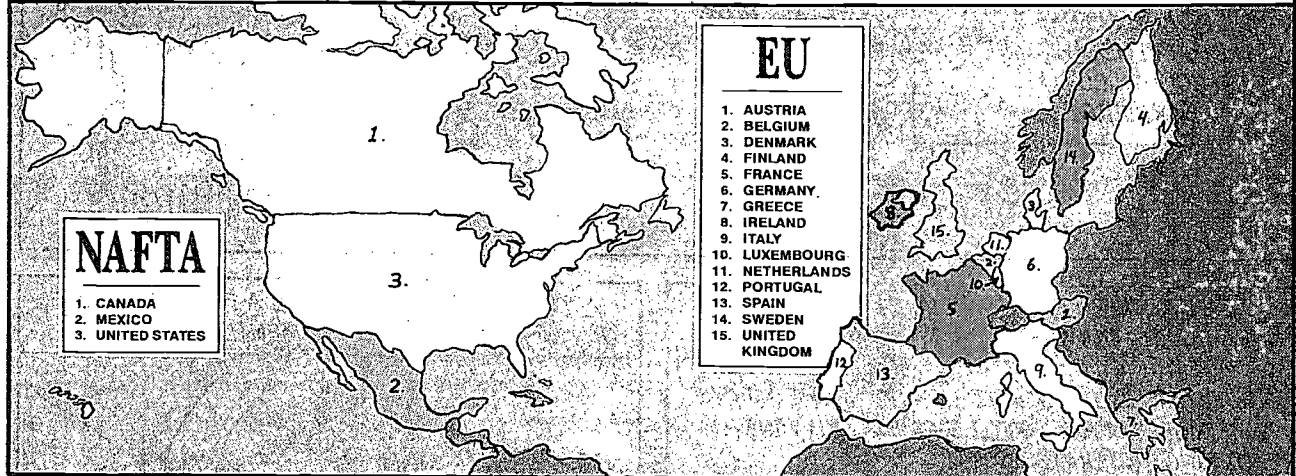 NAFTA
1. CANADA
2. MEXICO
3. UNITED STATES
1.
3.
2
EU
1. AUSTRIA
2. BELGIUM
3. DENMARK
4. FINLAND
5. FRANCE
6. GERMANY
7. GREECE
8. IRELAND
9. ITALY
10. LUXEMBOURG
11. NETHERLANDS
12. PORTUGAL
13. SPAIN
14. SWEDEN
15. UNITED
KINGDOM
4.
14
3.
8
15.
11.
2.
10
6.
5
1
12
13
9.
7